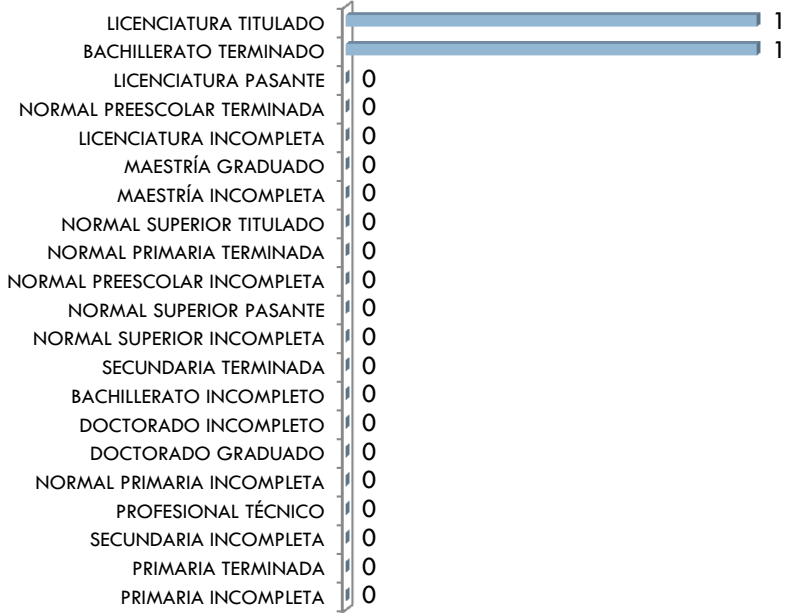 LICENCIATURA TITULADO 1
BACHILLERATO TERMINADO 1
LICENCIATURA PASANTE 0
NORMAL PREESCOLAR TERMINADA 0
LICENCIATURA INCOMPLETA 0
MAESTRÍA GRADUADO 0
MAESTRÍA INCOMPLETA 0
NORMAL SUPERIOR TITULADO 0
NORMAL PRIMARIA TERMINADA 0
NORMAL PREESCOLAR INCOMPLETA 0
NORMAL SUPERIOR PASANTE 0
NORMAL SUPERIOR INCOMPLETA 0
SECUNDARIA TERMINADA 0
BACHILLERATO INCOMPLETO 0
DOCTORADO INCOMPLETO 0
DOCTORADO GRADUADO 0
NORMAL PRIMARIA INCOMPLETA 0
PROFESIONAL TÉCNICO 0
SECUNDARIA INCOMPLETA 0
PRIMARIA TERMINADA 0
PRIMARIA INCOMPLETA 0